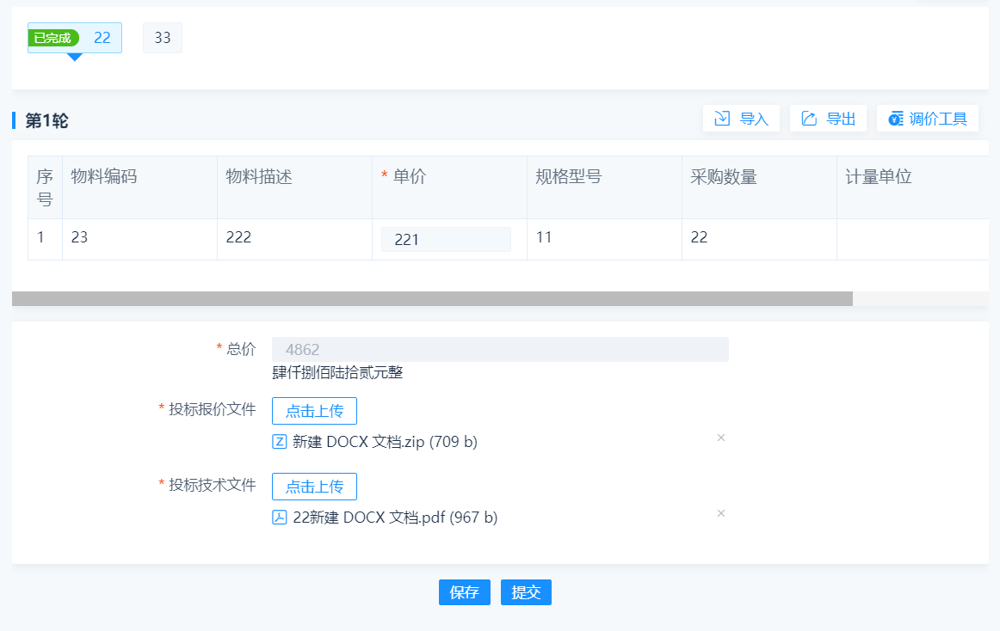 已完成 22 33
第1轮 导入 导出 调价工具
序号 物料编码 物料描述 * 单价 规格型号 采购数量 计量单位
1 23 222 221 11 22
* 总价 4862
肆仟捌佰陆拾贰元整
* 投标报价文件 点击上传
新建 DOCX 文档.zip (709 b) ×
* 投标技术文件 点击上传
22新建 DOCX 文档.pdf (967 b) ×
保存 提交